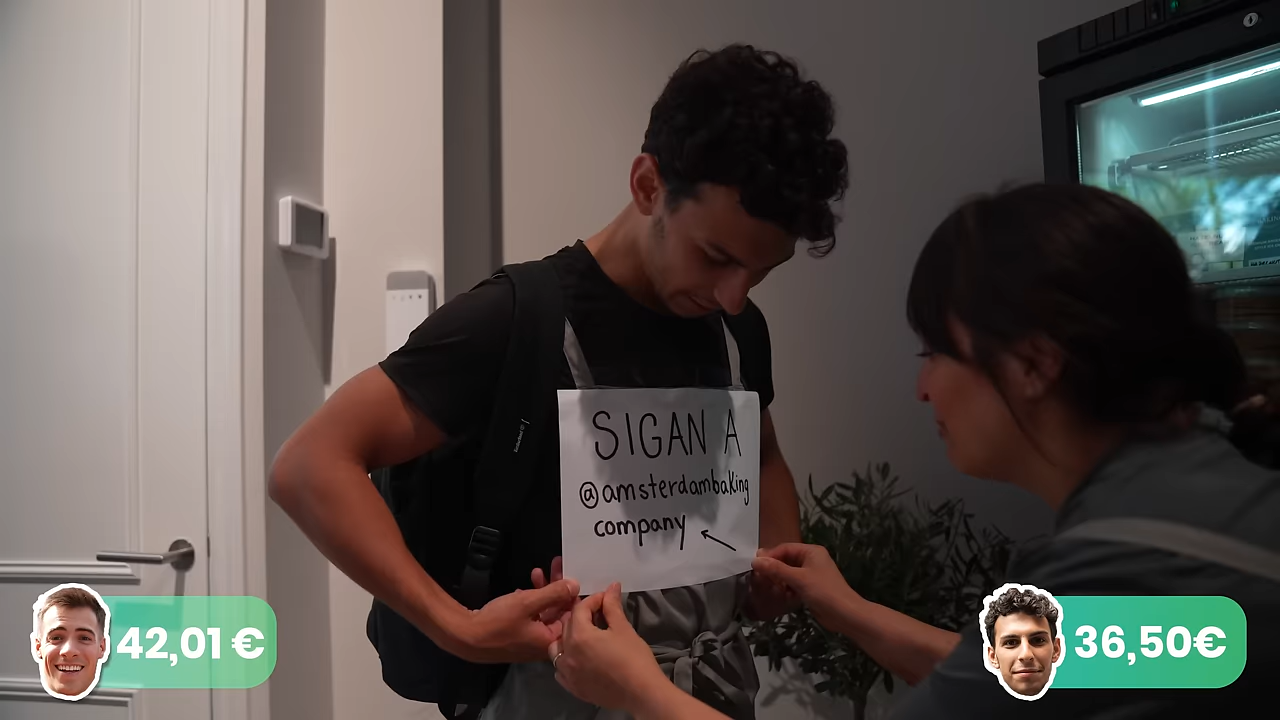 SIGAN A
@amsterdambaking
company
42,01 €
36,50€